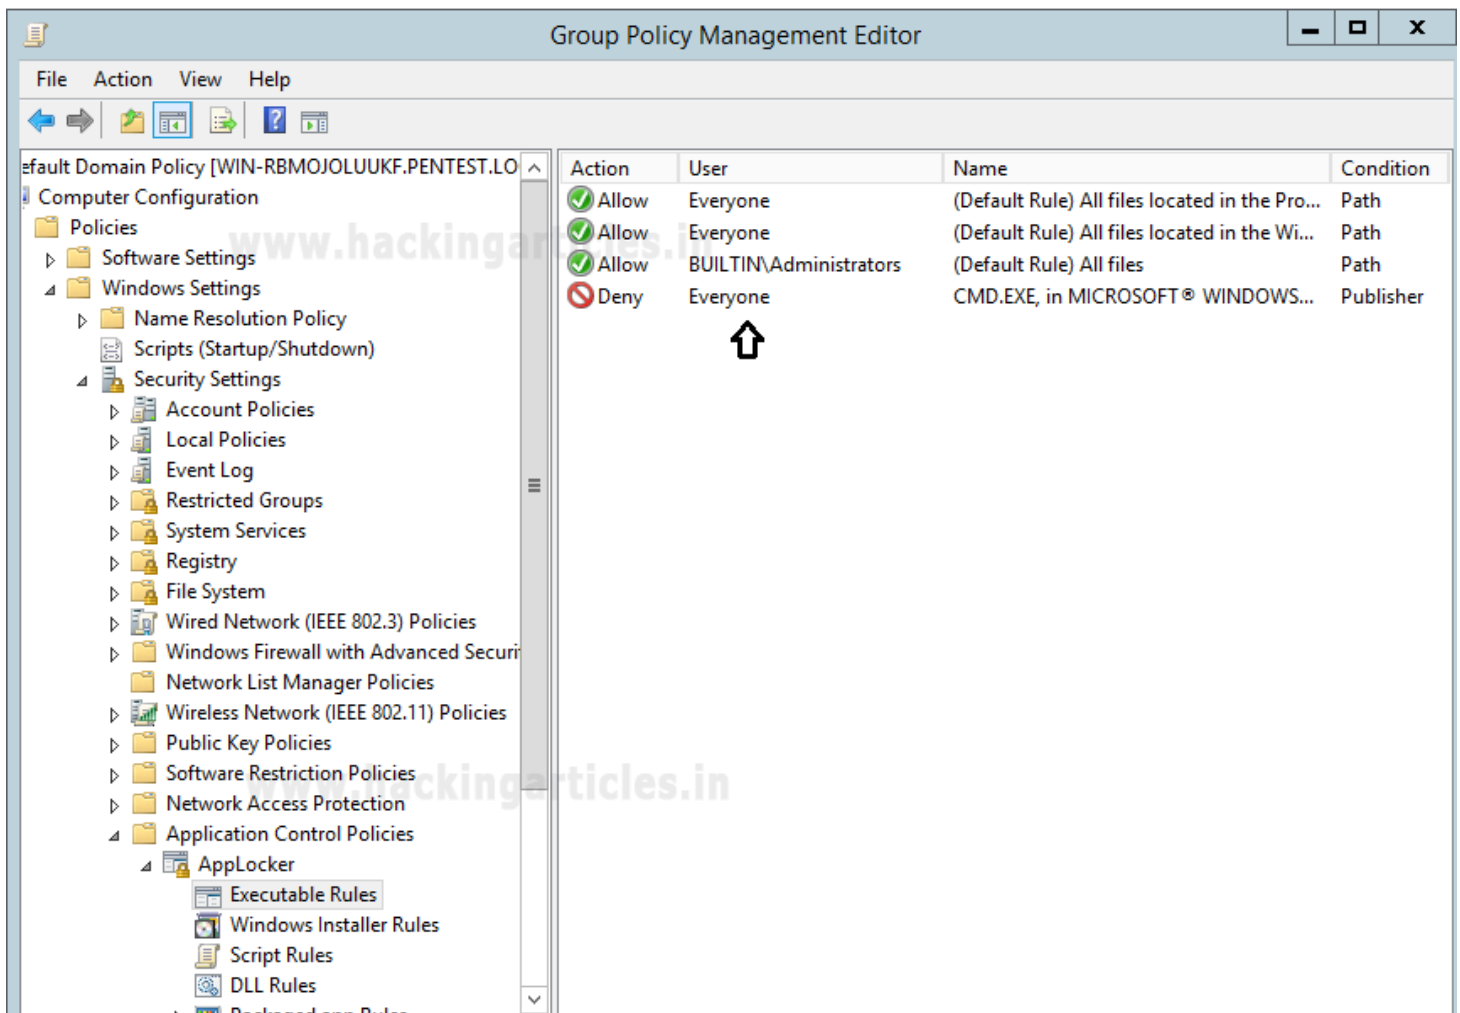 Group Policy Management Editor
File Action View Help
efault Domain Policy [WIN-RBMOJOLUUKF.PENTEST.LO
Computer Configuration
Policies
Software Settings
Windows Settings
Name Resolution Policy
Scripts (Startup/Shutdown)
Security Settings
Account Policies
Local Policies
Event Log
Restricted Groups
System Services
Registry
File System
Wired Network (IEEE 802.3) Policies
Windows Firewall with Advanced Securi
Network List Manager Policies
Wireless Network (IEEE 802.11) Policies
Public Key Policies
Software Restriction Policies
Network Access Protection
Application Control Policies
AppLocker
Executable Rules
Windows Installer Rules
Script Rules
DLL Rules
Packaged app Rules
Action User Name Condition
Allow Everyone (Default Rule) All files located in the Pro... Path
Allow Everyone (Default Rule) All files located in the Wi... Path
Allow BUILTIN\Administrators (Default Rule) All files Path
Deny Everyone CMD.EXE, in MICROSOFT® WINDOWS... Publisher
www.hackingarticles.in
www.hackingarticles.in